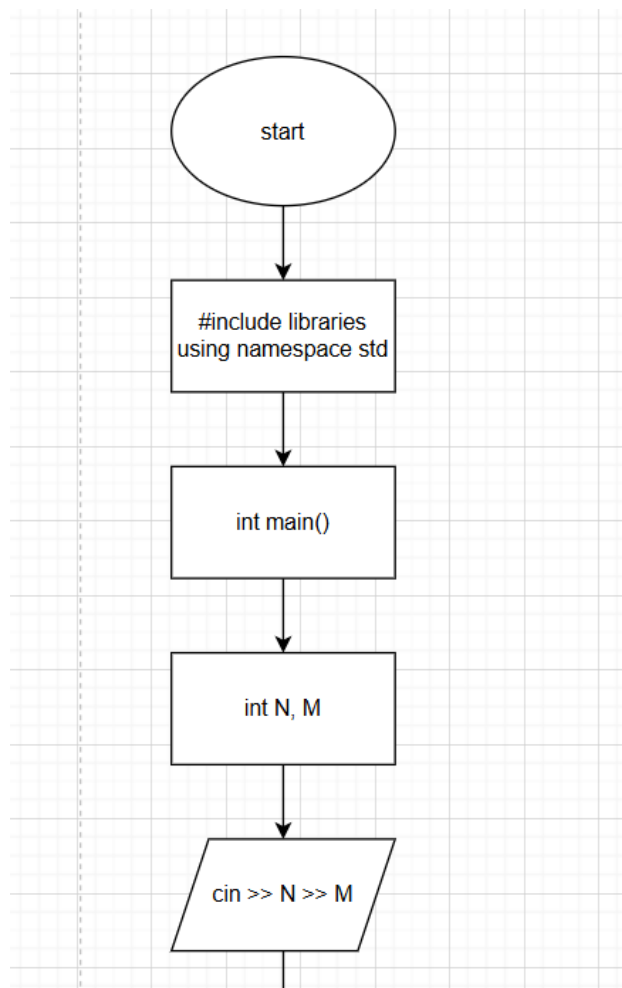 start
#include libraries
using namespace std
int main()
int N, M
cin >> N >> M